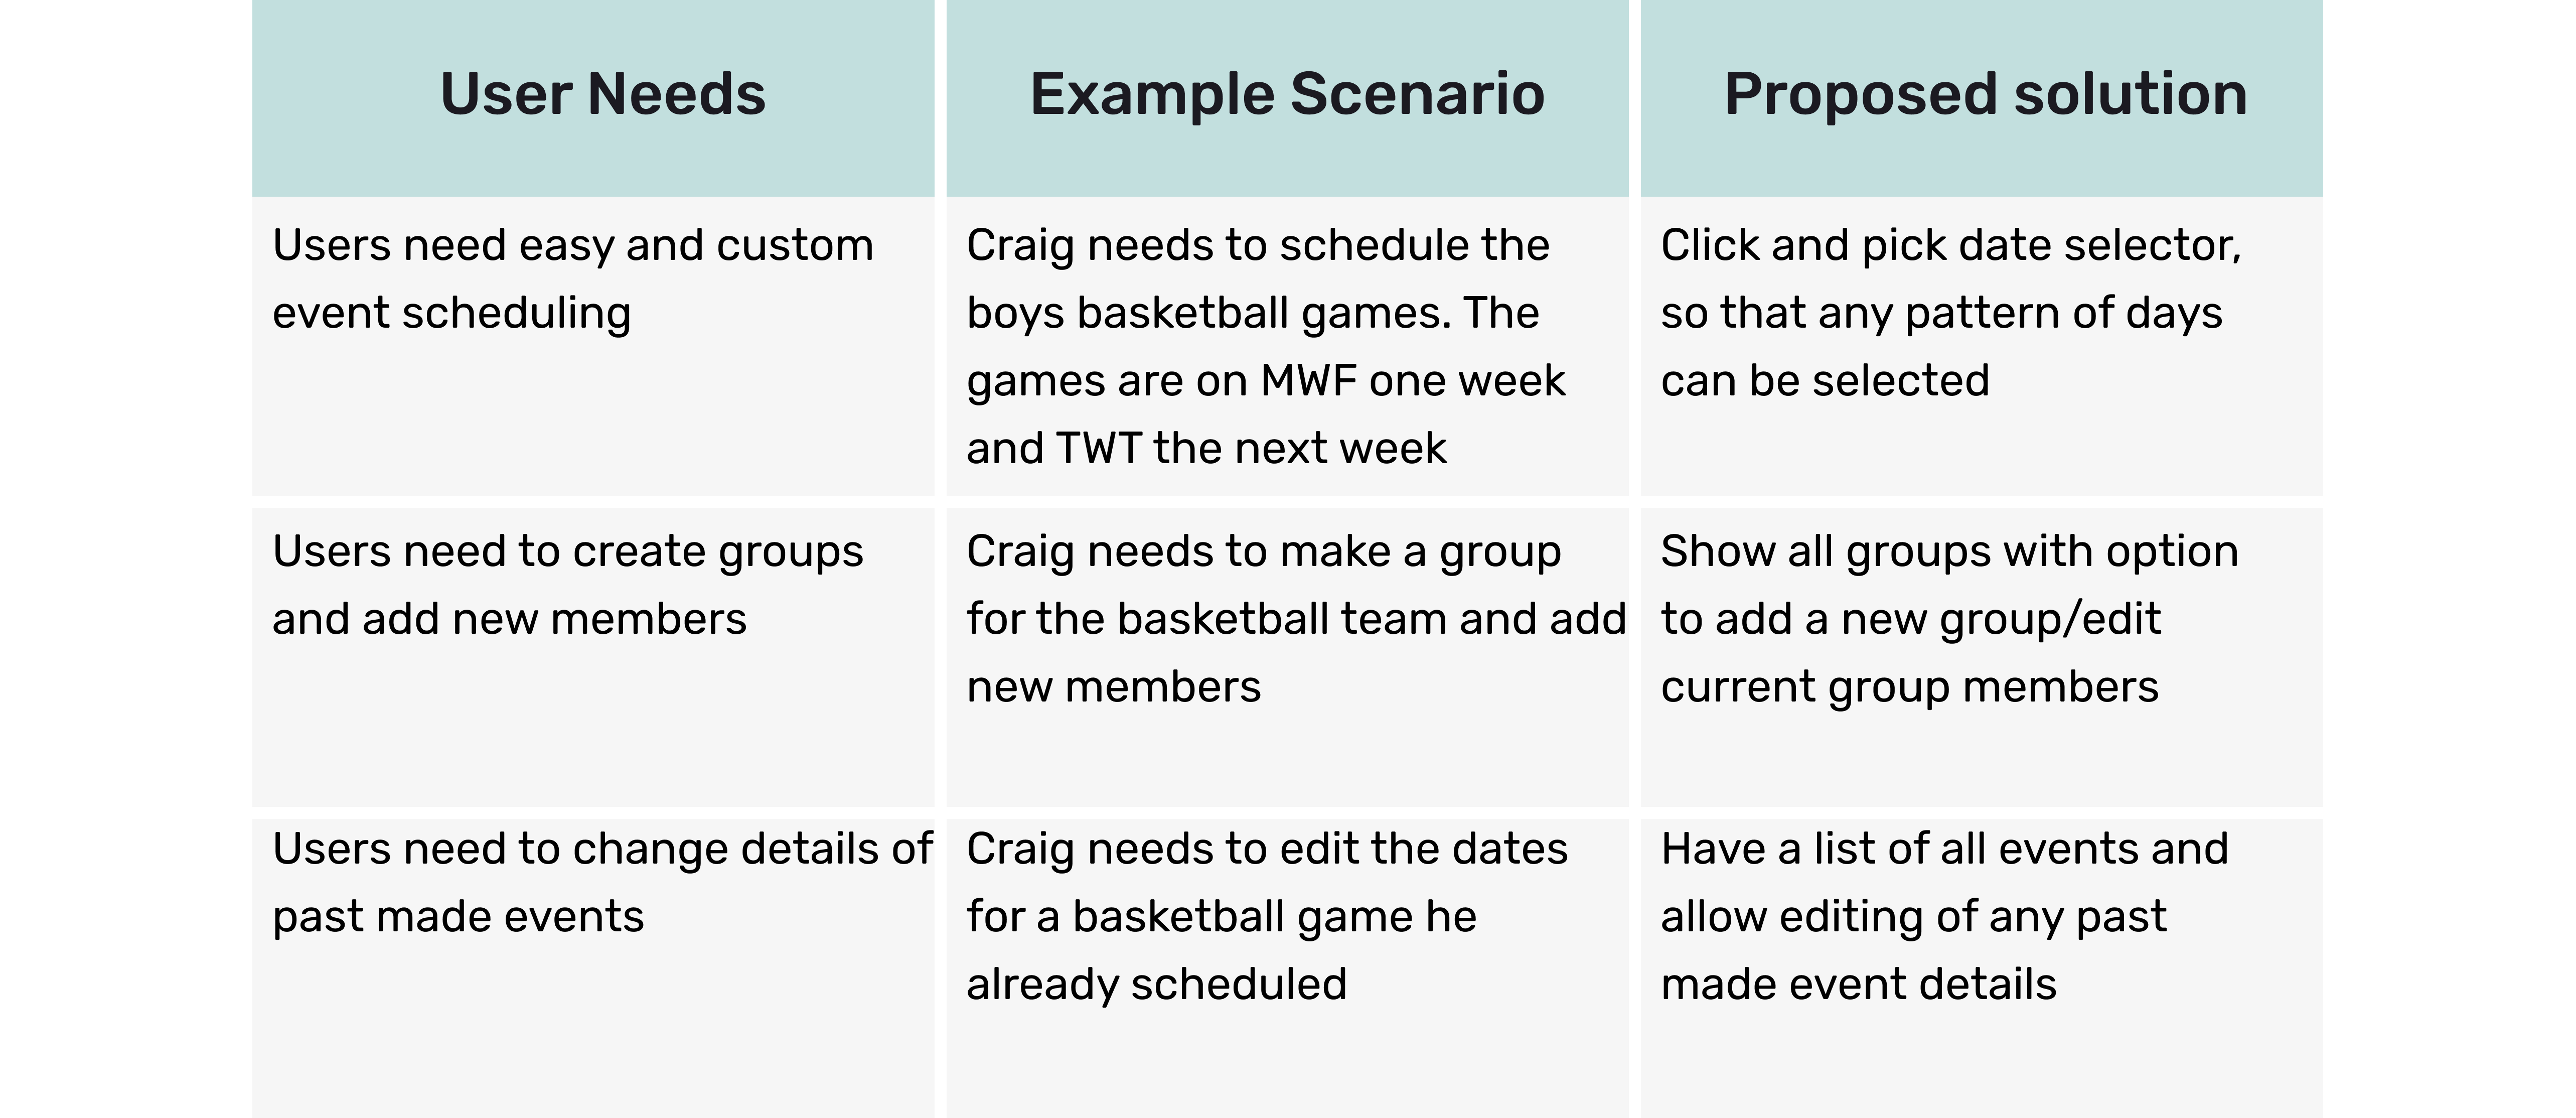 User Needs
Example Scenario
Proposed solution
Users need easy and custom
event scheduling
Craig needs to schedule the
boys basketball games. The
games are on MWF one week
and TWT the next week
Click and pick date selector,
so that any pattern of days
can be selected
Users need to create groups
and add new members
Craig needs to make a group
for the basketball team and add
new members
Show all groups with option
to add a new group/edit
current group members
Users need to change details of
past made events
Craig needs to edit the dates
for a basketball game he
already scheduled
Have a list of all events and
allow editing of any past
made event details